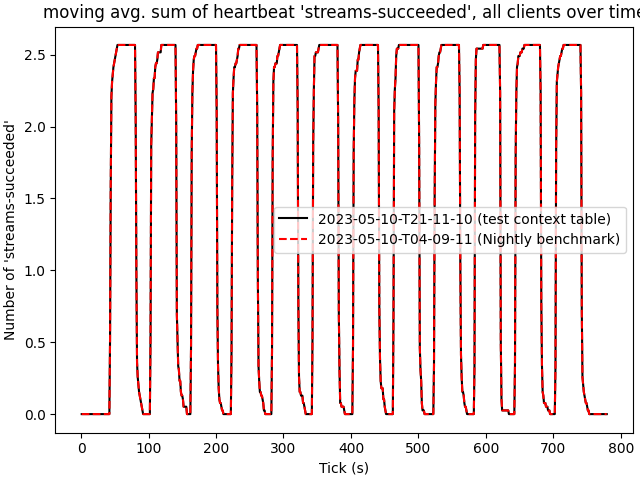 moving avg. sum of heartbeat 'streams-succeeded', all clients over time
Number of 'streams-succeeded'
2.5
2.0
1.5
1.0
0.5
0.0
2023-05-10-T21-11-10 (test context table)
2023-05-10-T04-09-11 (Nightly benchmark)
0 100 200 300 400 500 600 700 800
Tick (s)